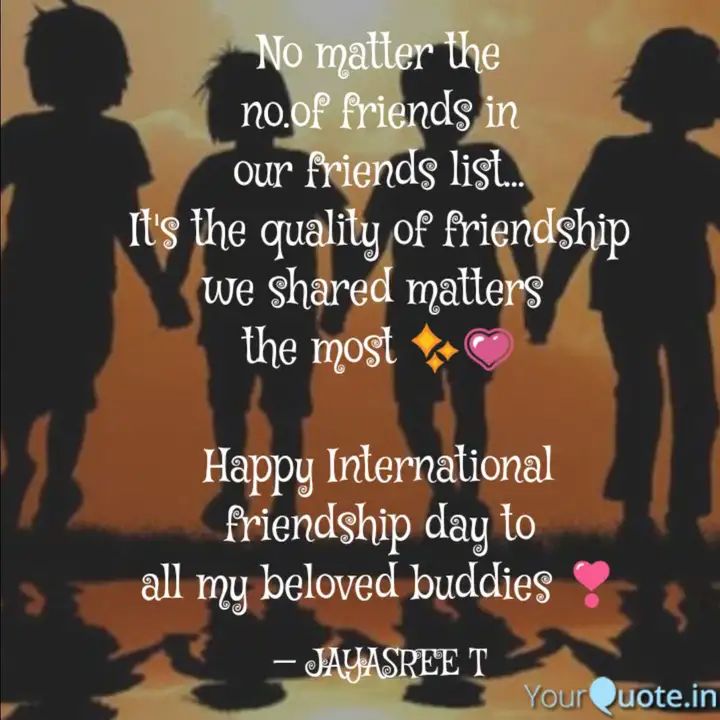 No matter the
no.of friends in
our friends list...
It's the quality of friendship
we shared matters
the most ✨💗
Happy International
friendship day to
all my beloved buddies ❣
– JAYASREE T
YourQuote.in